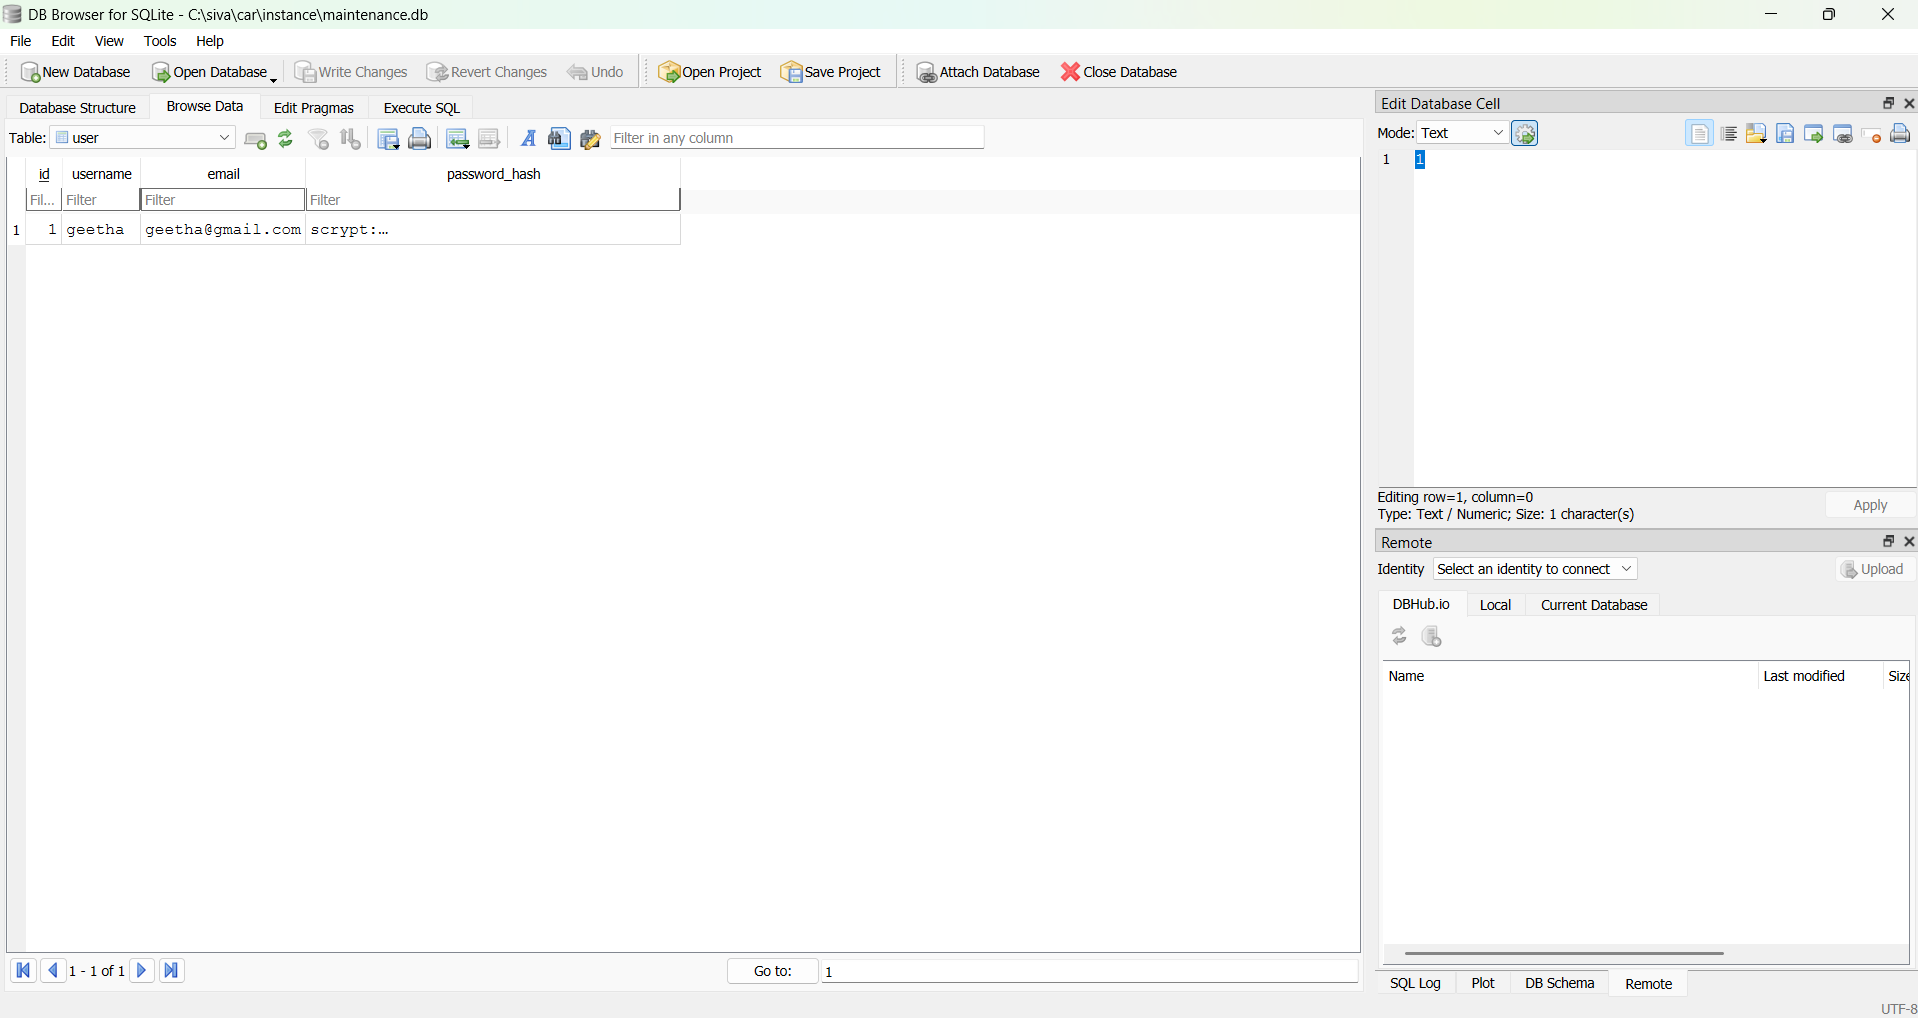 DB Browser for SQLite - C:\siva\car\instance\maintenance.db
File Edit View Tools Help
New Database Open Database Write Changes Revert Changes Undo Open Project Save Project Attach Database Close Database
Database Structure Browse Data Edit Pragmas Execute SQL
Table: user Filter in any column
id username email password_hash
Fil... Filter Filter Filter
1 1 geetha geetha@gmail.com scrypt:…
1 - 1 of 1 Go to: 1
Edit Database Cell
Mode: Text
1 1
Editing row=1, column=0
Type: Text / Numeric; Size: 1 character(s)
Apply
Remote
Identity Select an identity to connect Upload
DBHub.io Local Current Database
Name Last modified Size
SQL Log Plot DB Schema Remote
UTF-8